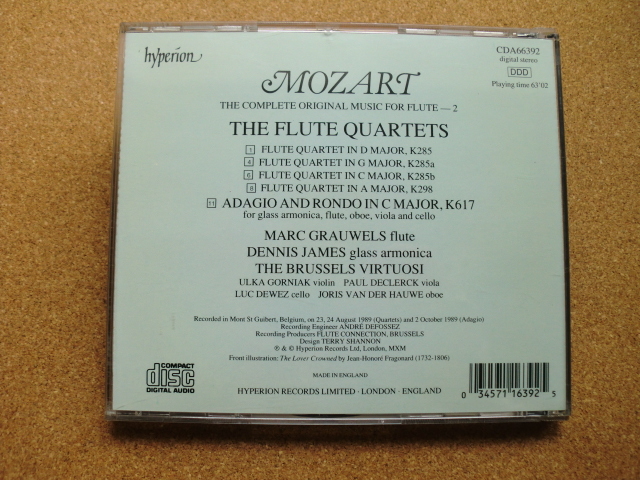 hyperion
CDA66392
digital stereo
DDD
Playing time 63'02
MOZART
THE COMPLETE ORIGINAL MUSIC FOR FLUTE — 2
THE FLUTE QUARTETS
1 FLUTE QUARTET IN D MAJOR, K285
4 FLUTE QUARTET IN G MAJOR, K285a
6 FLUTE QUARTET IN C MAJOR, K285b
8 FLUTE QUARTET IN A MAJOR, K298
11 ADAGIO AND RONDO IN C MAJOR, K617
for glass armonica, flute, oboe, viola and cello
MARC GRAUWELS flute
DENNIS JAMES glass armonica
THE BRUSSELS VIRTUOSI
ULKA GORNIAK violin PAUL DECLERCK viola
LUC DEWEZ cello JORIS VAN DER HAUWE oboe
Recorded in Mont St Guibert, Belgium, on 23, 24 August 1989 (Quartets) and 2 October 1989 (Adagio)
Recording Engineer ANDRÉ DEFOSSEZ
Recording Producers FLUTE CONNECTION, BRUSSELS
Design TERRY SHANNON
℗ & © Hyperion Records Ltd, London, MXM
Front illustration: The Lover Crowned by Jean-Honoré Fragonard (1732-1806)
MADE IN ENGLAND
COMPACT
disc
DIGITAL AUDIO
HYPERION RECORDS LIMITED · LONDON · ENGLAND
0 34571 16392 5